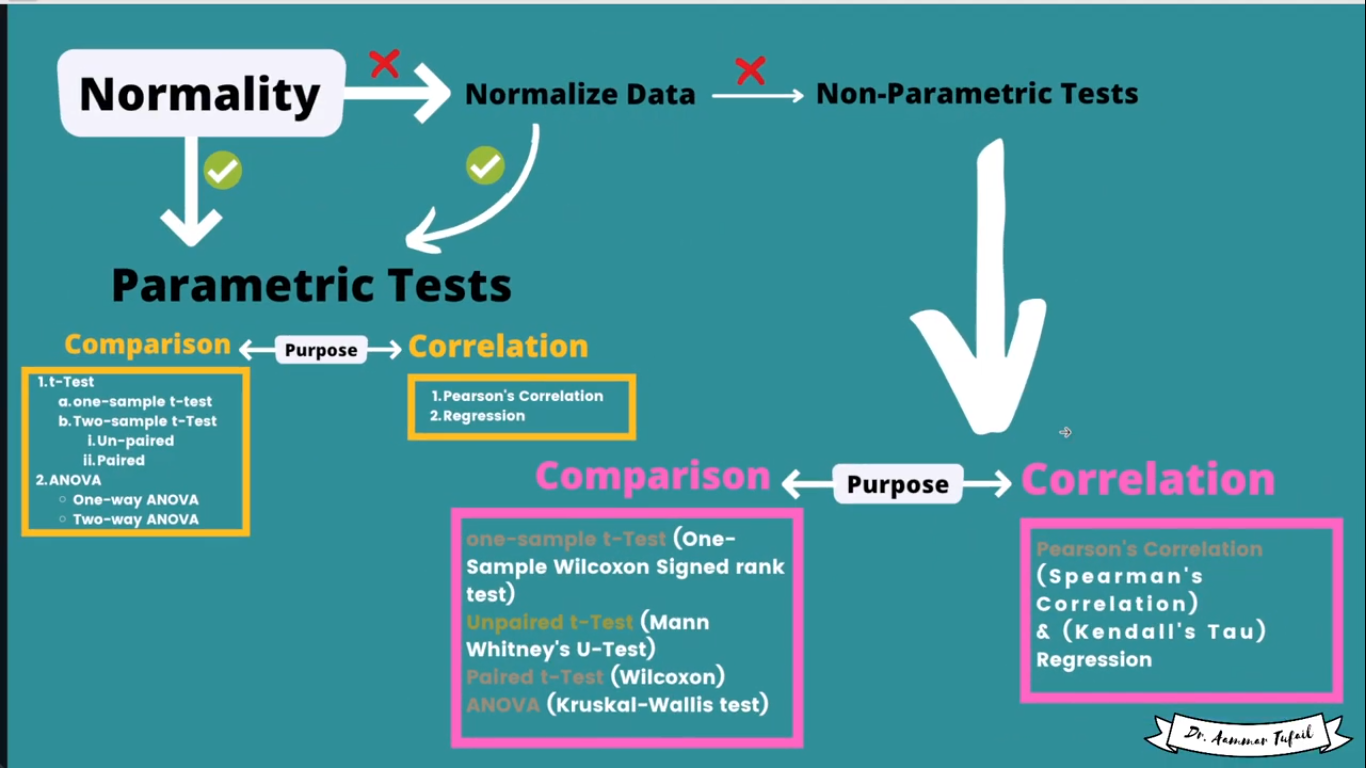 Normality
Normalize Data
Non-Parametric Tests
Parametric Tests
Comparison
Purpose
Correlation
1.t-Test
a.one-sample t-test
b.Two-sample t-Test
i.Un-paired
ii.Paired
2.ANOVA
One-way ANOVA
Two-way ANOVA
1.Pearson's Correlation
2.Regression
Comparison
Purpose
Correlation
one-sample t-Test (One-
Sample Wilcoxon Signed rank
test)
Unpaired t-Test (Mann
Whitney's U-Test)
Paired t-Test (Wilcoxon)
ANOVA (Kruskal-Wallis test)
Pearson's Correlation
(Spearman's
Correlation)
& (Kendall's Tau)
Regression
Dr. Aammar Tufail